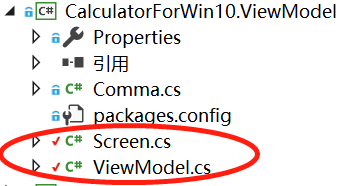 C# CalculatorForWin10.ViewModel
Properties
引用
C# Comma.cs
packages.config
C# Screen.cs
C# ViewModel.cs